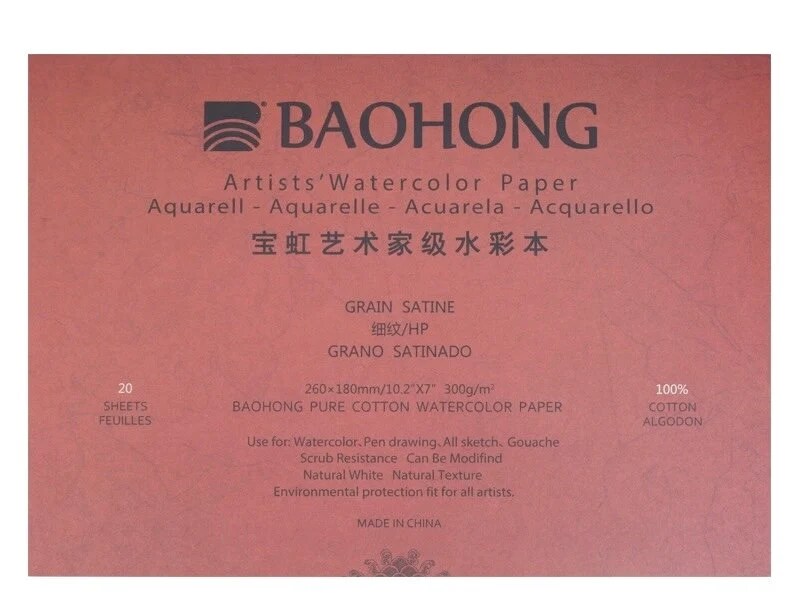 BAOHONG
Artists' Watercolor Paper
Aquarell - Aquarelle - Acuarela - Acquarello
宝虹艺术家级水彩本
GRAIN SATINE
细纹/HP
GRANO SATINADO
20
SHEETS
FEUILLES
260×180mm/10.2"X7" 300g/m²
BAOHONG PURE COTTON WATERCOLOR PAPER
100%
COTTON
ALGODON
Use for: Watercolor、Pen drawing、All sketch、Gouache
Scrub Resistance Can Be Modifind
Natural White Natural Texture
Environmental protection fit for all artists.
MADE IN CHINA